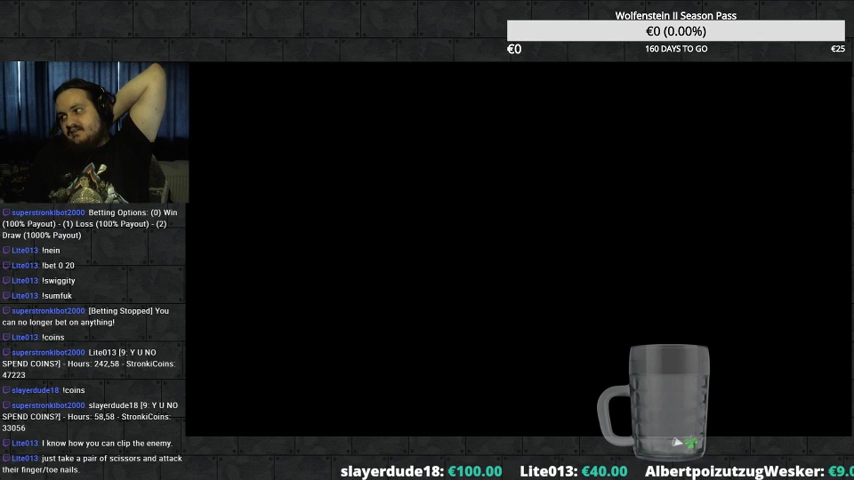 Wolfenstein II Season Pass
€0 (0.00%)
€0 160 DAYS TO GO €25
superstronkibot2000: Betting Options: (0) Win
(100% Payout) - (1) Loss (100% Payout) - (2)
Draw (1000% Payout)
Lite013: !nein
Lite013: !bet 0 20
Lite013: !swiggity
Lite013: !sumfuk
superstronkibot2000: [Betting Stopped] You
can no longer bet on anything!
Lite013: !coins
superstronkibot2000: Lite013 [9: Y U NO
SPEND COINS?] - Hours: 242,58 - StronkiCoins:
47223
slayerdude18: !coins
superstronkibot2000: slayerdude18 [9: Y U NO
SPEND COINS?] - Hours: 58,58 - StronkiCoins:
33056
Lite013: I know how you can clip the enemy.
Lite013: just take a pair of scissors and attack
their finger/toe nails.
slayerdude18: €100.00 Lite013: €40.00 AlbertpoizutzugWesker: €9.0